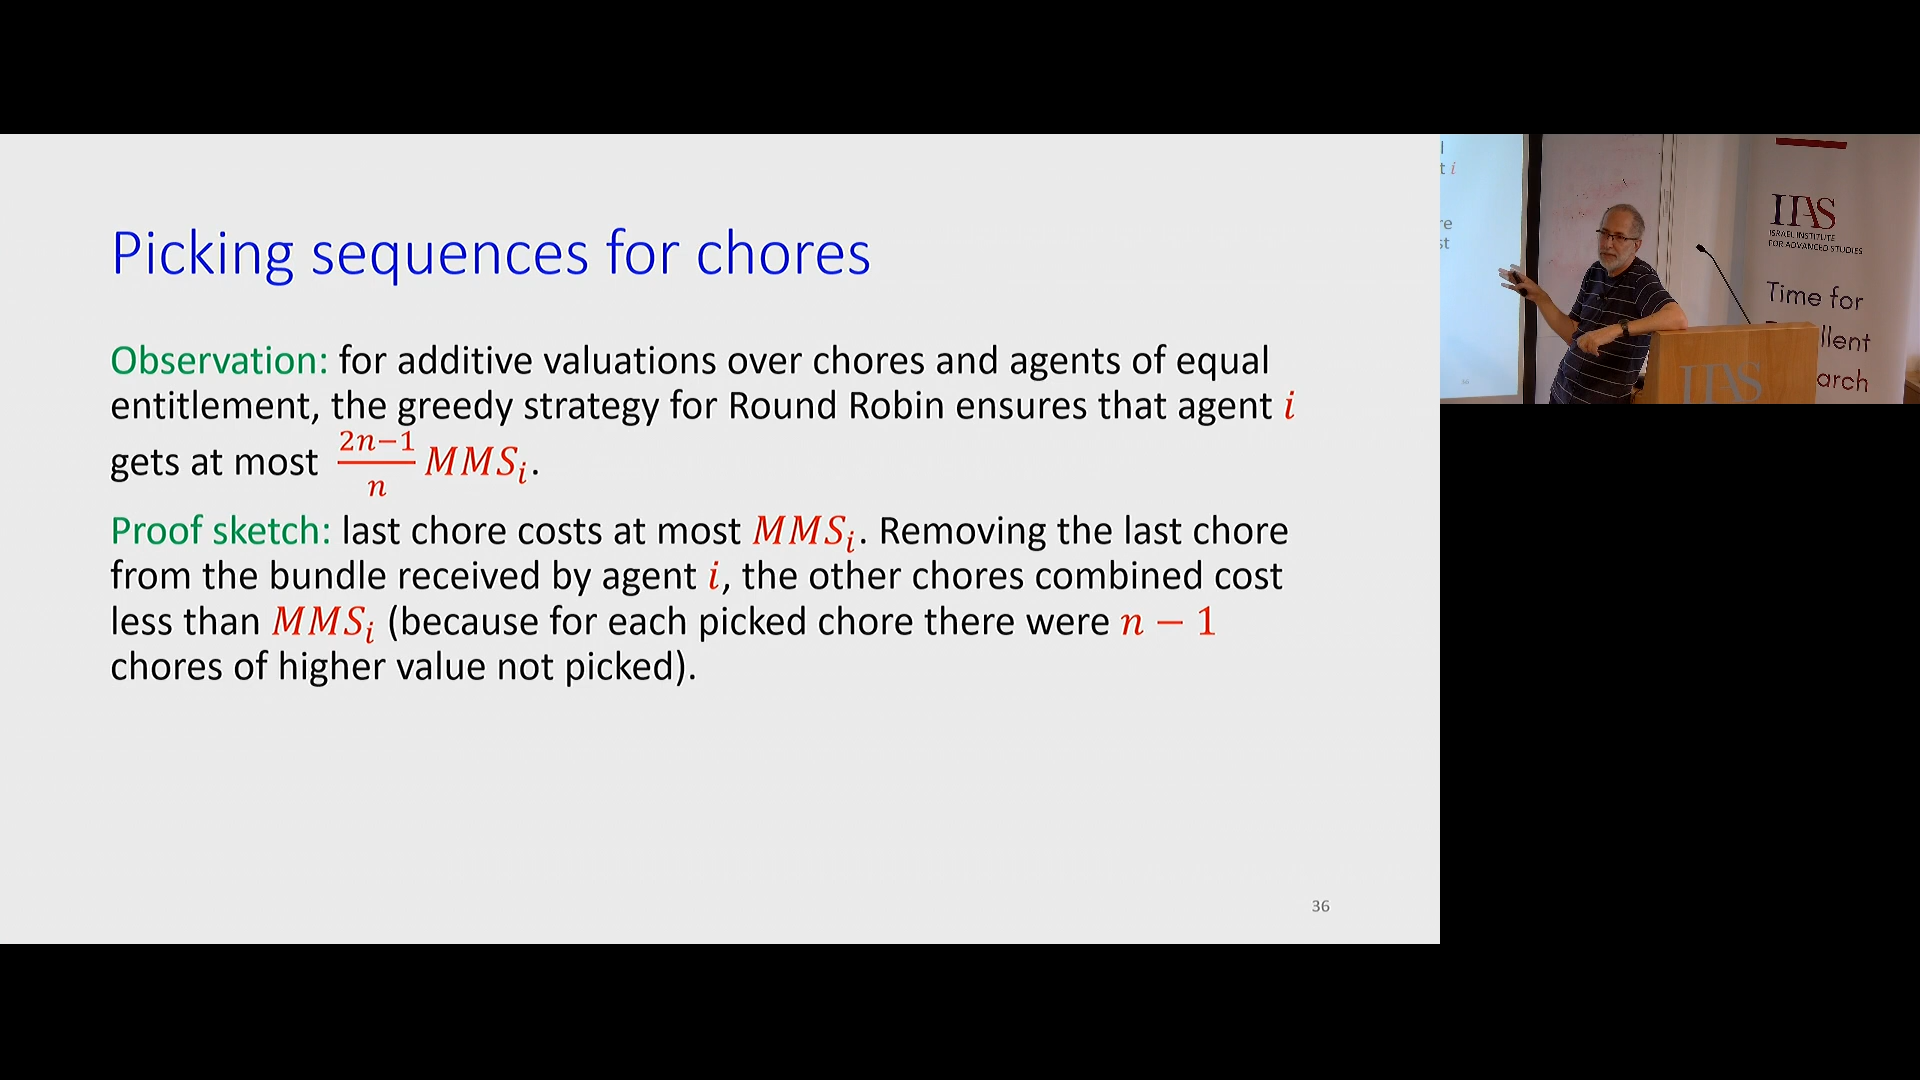 Picking sequences for chores
Observation: for additive valuations over chores and agents of equal
entitlement, the greedy strategy for Round Robin ensures that agent i
gets at most \frac{2n−1}{n} MMS_i.
Proof sketch: last chore costs at most MMS_i. Removing the last chore
from the bundle received by agent i, the other chores combined cost
less than MMS_i (because for each picked chore there were n − 1
chores of higher value not picked).
36
t i
re
st
IIAS
ISRAEL INSTITUTE
FOR ADVANCED STUDIES
Time for
llent
arch
IIAS